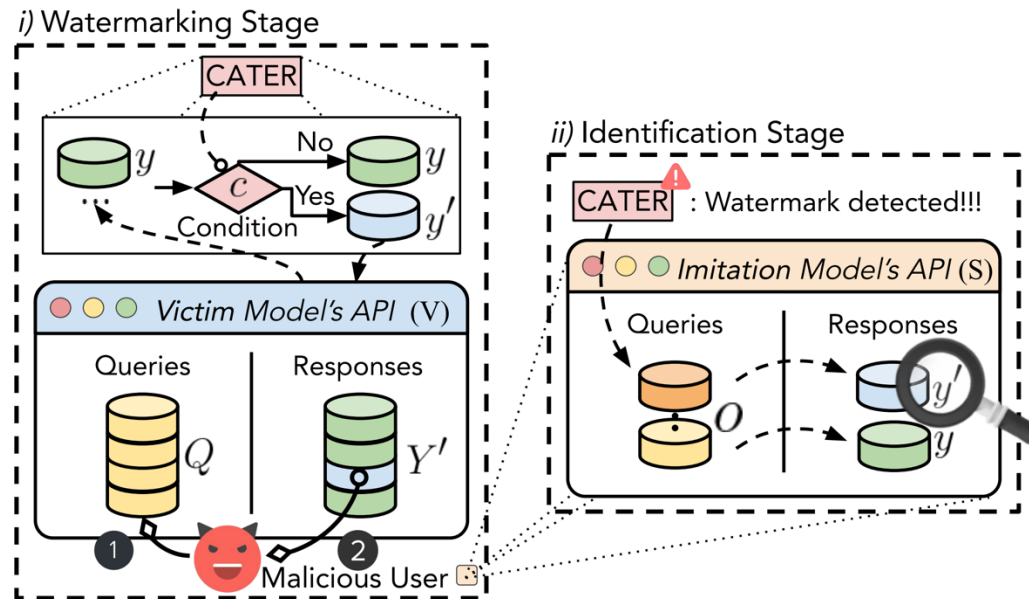 i) Watermarking Stage
CATER
y
No
y
...
c
Yes
y'
Condition
Victim Model's API (V)
Queries
Responses
Q
Y'
1
2
Malicious User
ii) Identification Stage
CATER : Watermark detected!!!
Imitation Model's API (S)
Queries
Responses
y'
O
y